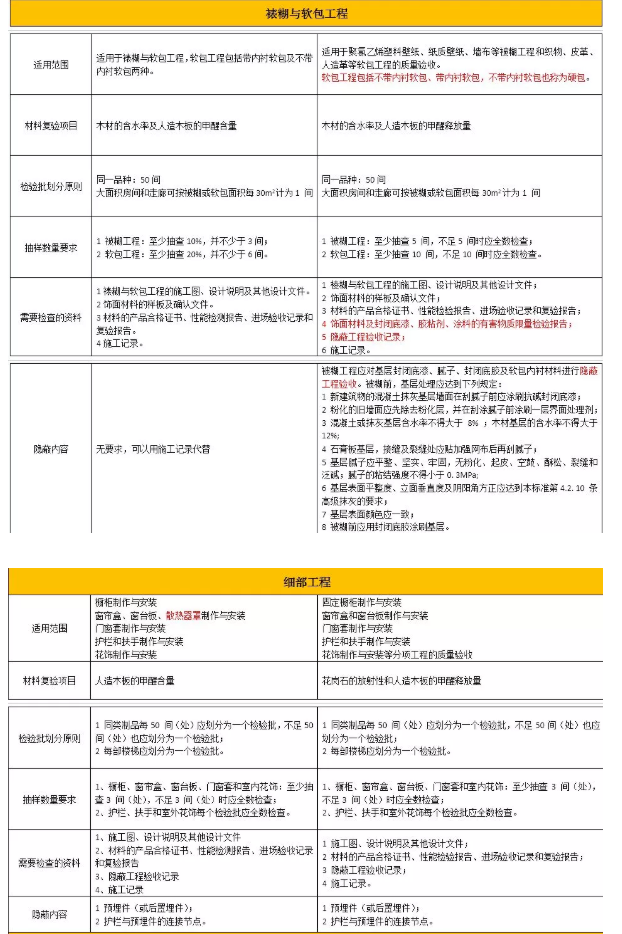 裱糊与软包工程
适用范围
适用于裱糊与软包工程,软包工程包括带内衬软包及不带
内衬软包两种。
适用于聚氯乙烯塑料壁纸、纸质壁纸、墙布等裱糊工程和织物、皮革、
人造革等软包工程的质量验收。
软包工程包括不带内衬软包、带内衬软包,不带内衬软包也称为硬包。
材料复验项目
木材的含水率及人造木板的甲醛含量
木材的含水率及人造木板的甲醛释放量
检验批划分原则
同一品种:50间
大面积房间和走廊可按裱糊或软包面积每30m²计为1 间
同一品种:50间
大面积房间和走廊可按裱糊或软包面积每30m²计为1 间
抽样数量要求
1 裱糊工程:至少抽查10%,并不少于3间;
2 软包工程:至少抽查20%,并不少于6间。
1 裱糊工程:至少抽查 5 间,不足 5 间时应全数检查;
2 软包工程:至少抽查 10 间,不足 10 间时应全数检查。
需要检查的资料
1 裱糊与软包工程的施工图、设计说明及其他设计文件。
2 饰面材料的样板及确认文件。
3 材料的产品合格证书、性能检测报告、进场验收记录和
复验报告。
4 施工记录。
1 裱糊与软包工程的施工图、设计说明及其他设计文件;
2 饰面材料的样板及确认文件;
3 材料的产品合格证书、性能检验报告、进场验收记录和复验报告;
4 饰面材料及封闭底漆、胶粘剂、涂料的有害物质限量检验报告;
5 隐蔽工程验收记录;
6 施工记录。
隐蔽内容
无要求,可以用施工记录代替
裱糊工程应对基层封闭底漆、腻子、封闭底胶及软包内衬材料进行隐蔽
工程验收。裱糊前,基层处理应达到下列规定:
1 新建筑物的混凝土抹灰基层墙面在刮腻子前应涂刷抗碱封闭底漆;
2 粉化的旧墙面应先除去粉化层,并在刮涂腻子前涂刷一层界面处理剂;
3 混凝土或抹灰基层含水率不得大于 8% ;木材基层的含水率不得大于
12%;
4 石膏板基层,接缝及裂缝处应贴加强网布后再刮腻子;
5 基层腻子应平整、坚实、牢固,无粉化、起皮、空鼓、酥松、裂缝和
泛碱;腻子的粘结强度不得小于 0.3MPa;
6 基层表面平整度、立面垂直度及阴阳角方正应达到本标准第 4.2.10 条
高级抹灰的要求;
7 基层表面颜色应一致;
8 裱糊前应用封闭底胶涂刷基层。
细部工程
适用范围
橱柜制作与安装
窗帘盒、窗台板、散热器罩制作与安装
门窗套制作与安装
护栏和扶手制作与安装
花饰制作与安装
固定橱柜制作与安装
窗帘盒和窗台板制作与安装
门窗套制作与安装
护栏和扶手制作与安装
花饰制作与安装等分项工程的质量验收
材料复验项目
人造木板的甲醛含量
花岗石的放射性和人造木板的甲醛释放量
检验批划分原则
1 同类制品每 50 间(处)应划分为一个检验批,不足 50
间(处)也应划分为一个检验批;
2 每部楼梯应划分为一个检验批。
1 同类制品每 50 间(处)应划分为一个检验批,不足 50 间(处)也应
划分为一个检验批;
2 每部楼梯应划分为一个检验批。
抽样数量要求
1、橱柜、窗帘盒、窗台板、门窗套和室内花饰:至少抽
查 3 间(处),不足 3 间(处)时应全数检查;
2、护栏、扶手和室外花饰每个检验批应全数检查。
1、橱柜、窗帘盒、窗台板、门窗套和室内花饰:至少抽查 3 间(处),
不足 3 间(处)时应全数检查;
2、护栏、扶手和室外花饰每个检验批应全数检查。
需要检查的资料
1、施工图、设计说明及其他设计文件
2、材料的产品合格证书、性能检测报告、进场验收记录
和复验报告
3、隐蔽工程验收记录
4、施工记录
1 施工图、设计说明及其他设计文件;
2 材料的产品合格证书、性能检验报告、进场验收记录和复验报告;
3 隐蔽工程验收记录;
4 施工记录。
隐蔽内容
1 预埋件(或后置埋件);
2 护栏与预埋件的连接节点。
1 预埋件(或后置埋件);
2 护栏与预埋件的连接节点。